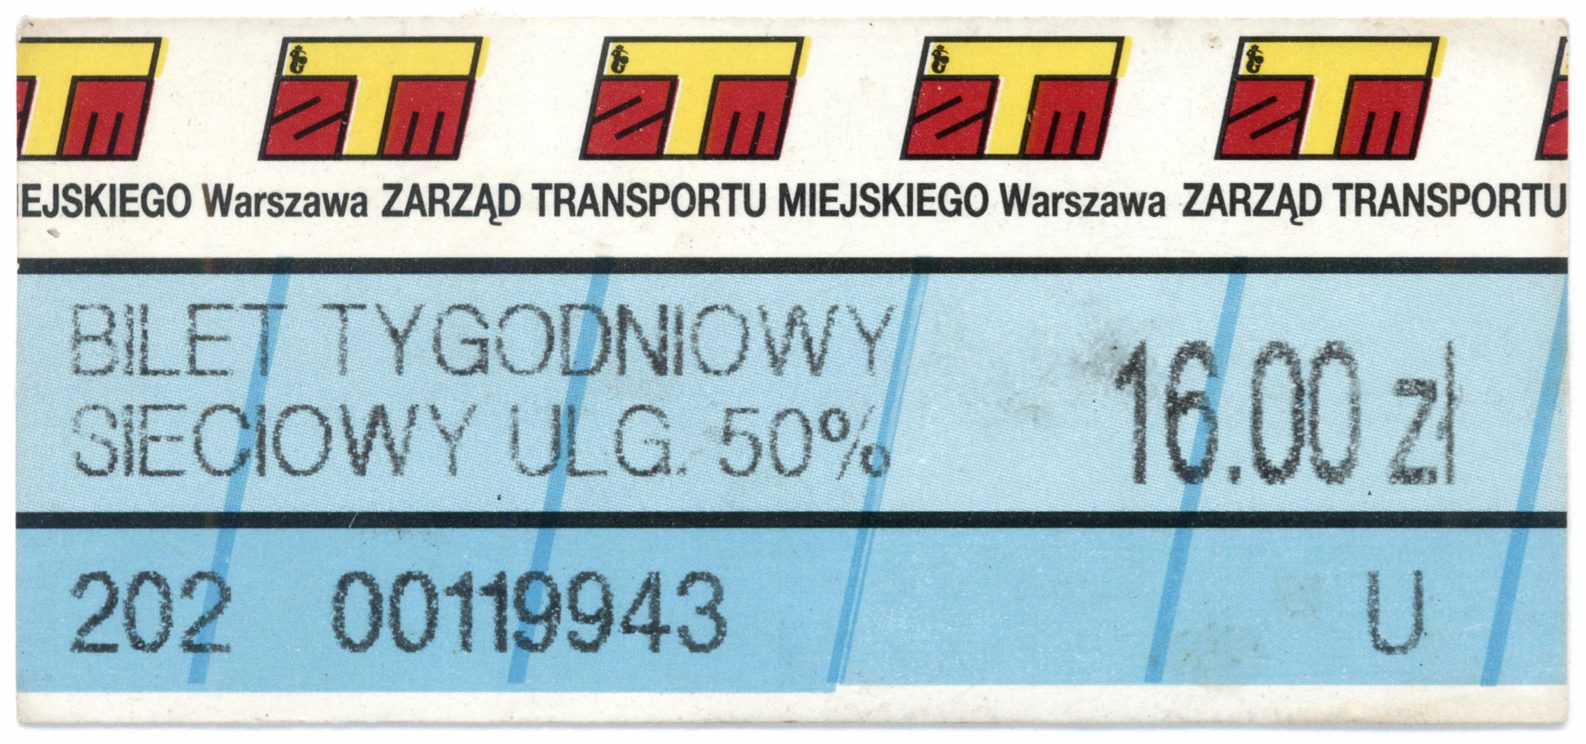 ZTM ZTM ZTM ZTM ZTM
IEJSKIEGO Warszawa ZARZĄD TRANSPORTU MIEJSKIEGO Warszawa ZARZĄD TRANSPORTU
BILET TYGODNIOWY
SIECIOWY ULG. 50%
16.00 zł
202 00119943 U